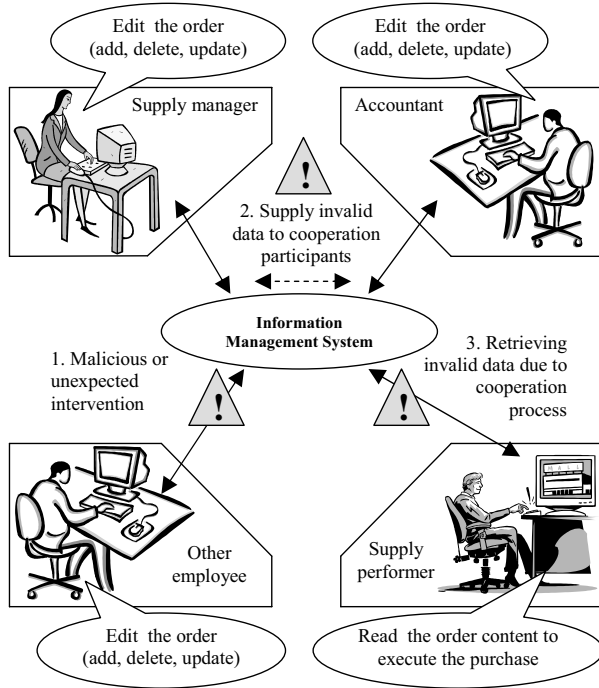 Edit the order
(add, delete, update)
Edit the order
(add, delete, update)
Supply manager
Accountant
!
2. Supply invalid
data to cooperation
participants
Information
Management System
1. Malicious or
unexpected
intervention
!
3. Retrieving
invalid data due to
cooperation
process
!
Other
employee
Supply
performer
Edit the order
(add, delete, update)
Read the order content to
execute the purchase